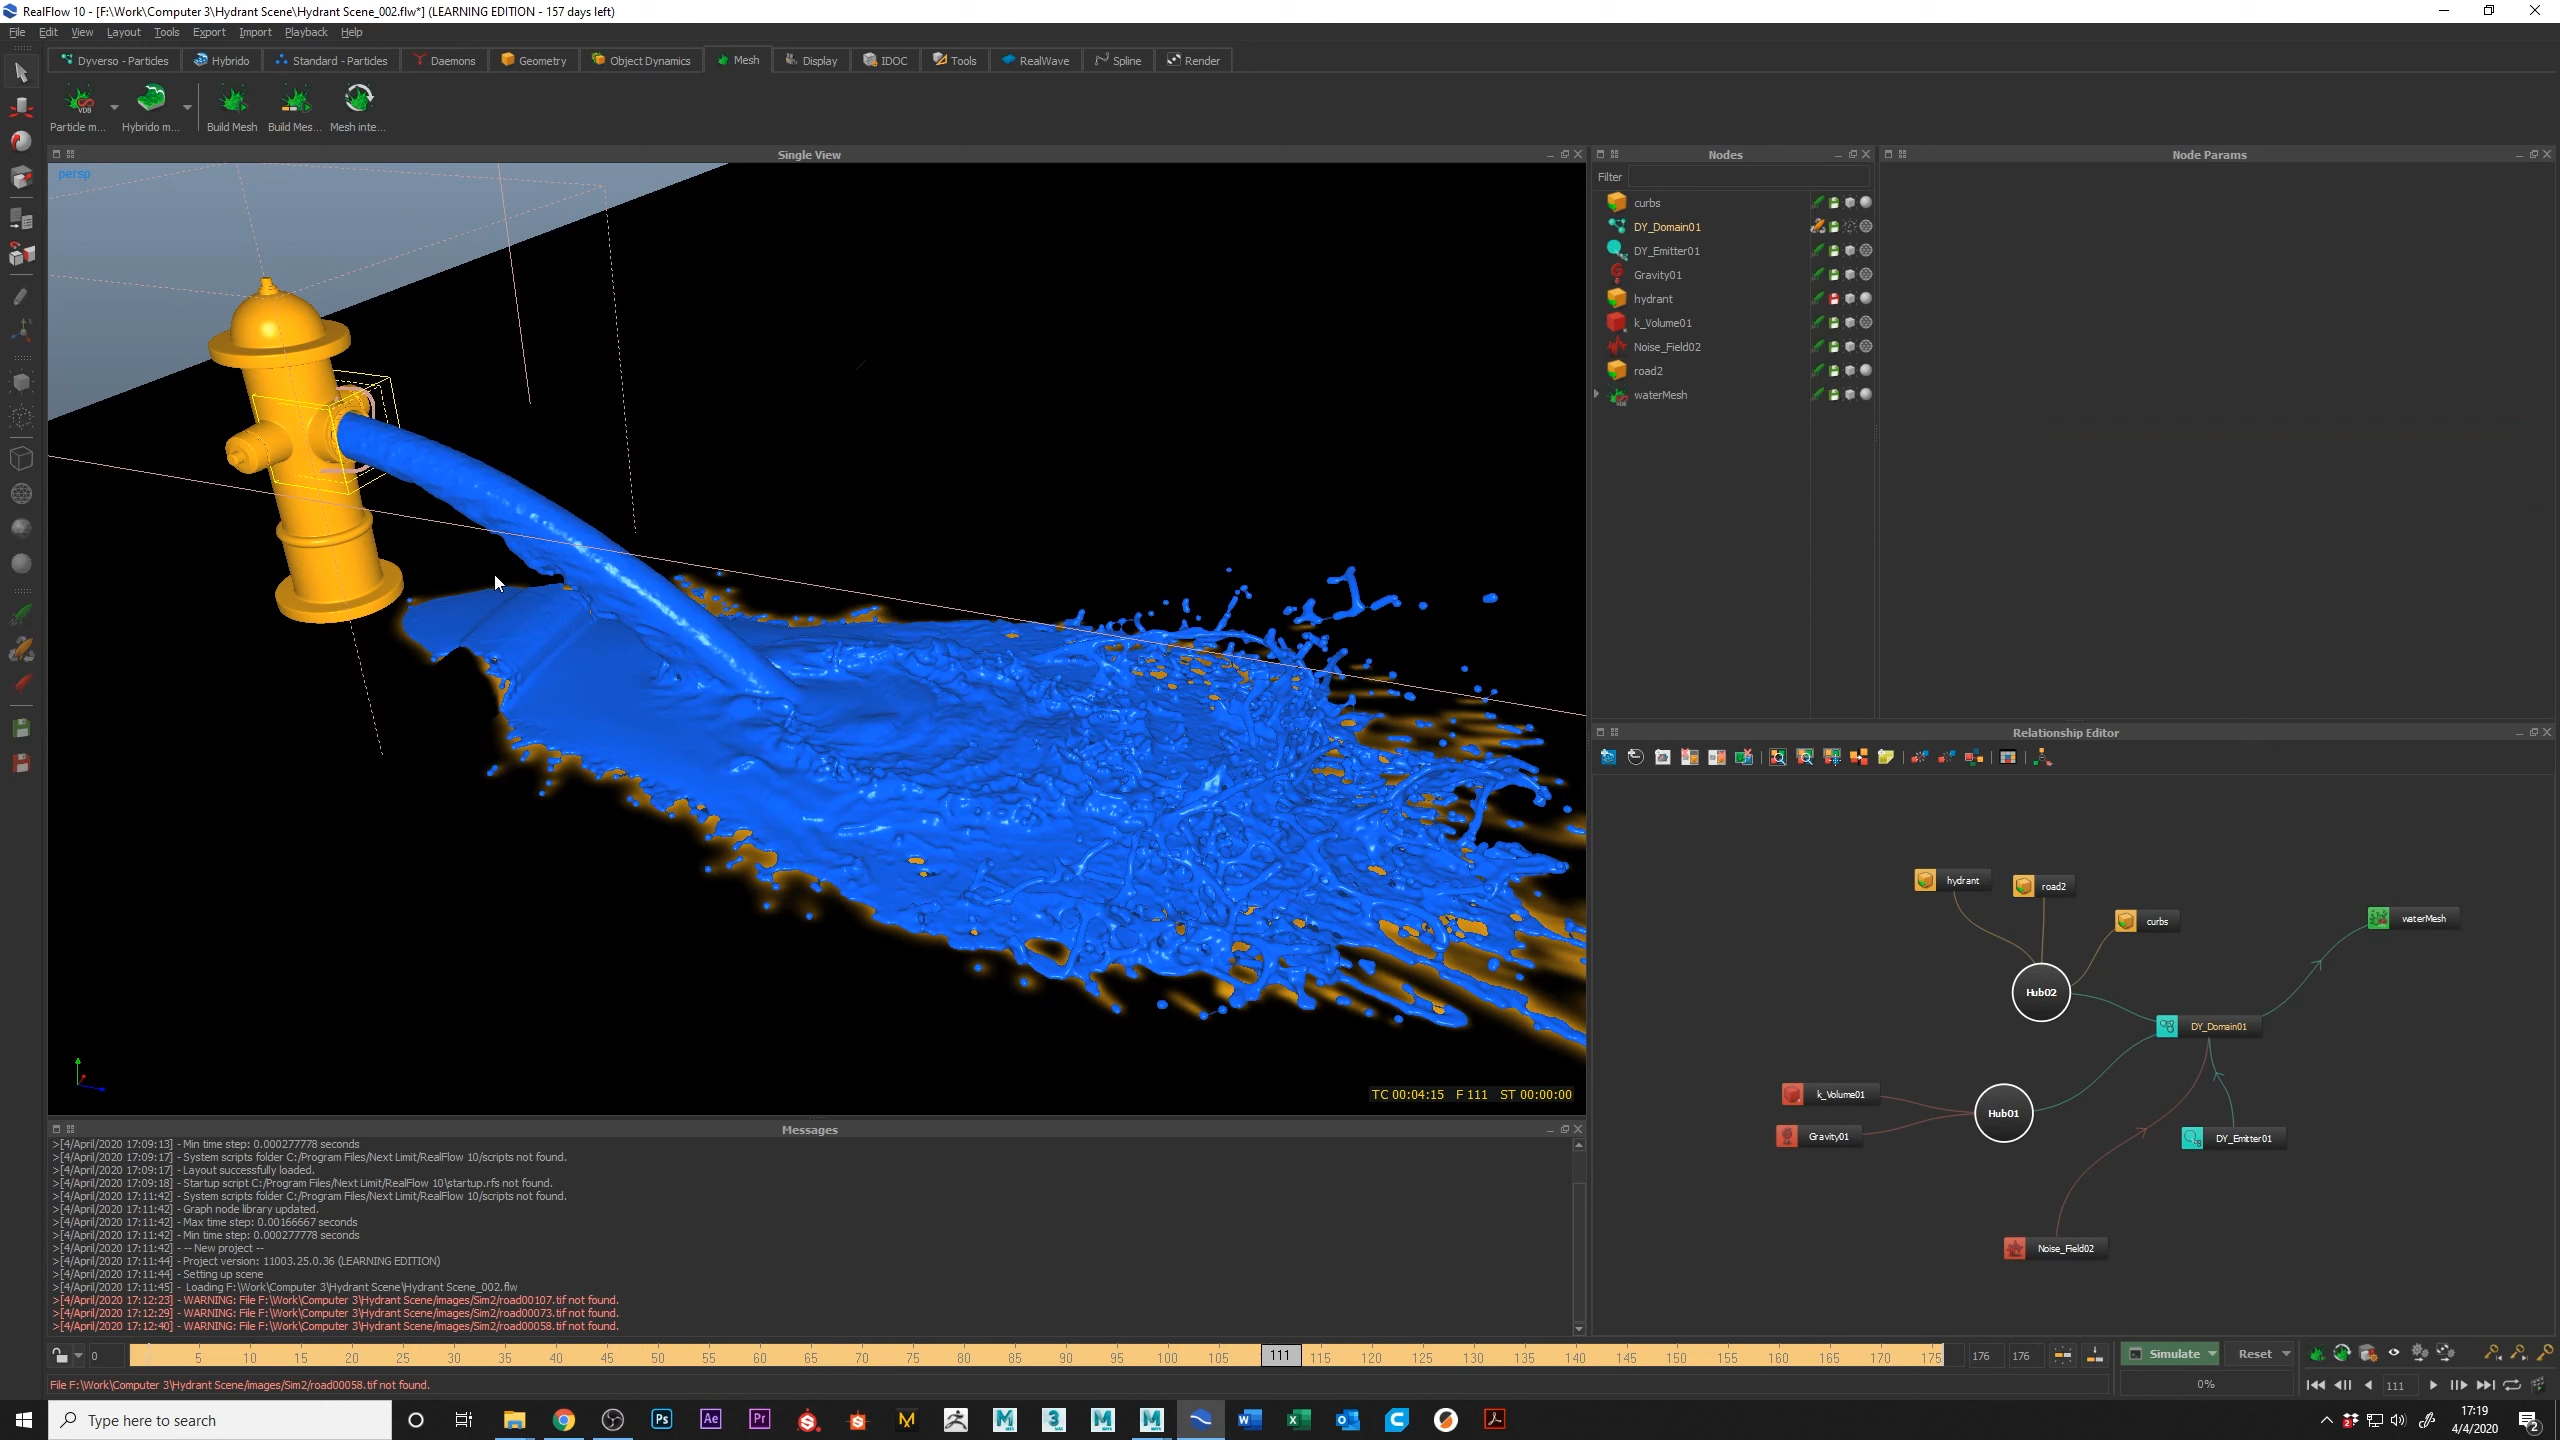 RealFlow 10 - [F:\Work\Computer 3\Hydrant Scene\Hydrant Scene_002.flw*] (LEARNING EDITION - 157 days left)
File Edit View Layout Tools Export Import Playback Help
Dyverso - Particles Hybrido Standard - Particles Daemons Geometry Object Dynamics Mesh Display IDOC Tools RealWave Spline Render
VDB
Particle m... Hybrido m... Build Mesh Build Mes... Mesh inte...
Single View
persp
TC 00:04:15 F 111 ST 00:00:00
Nodes
Filter
curbs
DY_Domain01
DY_Emitter01
Gravity01
hydrant
k_Volume01
Noise_Field02
road2
waterMesh
Node Params
Relationship Editor
hydrant
road2
curbs
waterMesh
Hub02
DY_Domain01
k_Volume01
Hub01
Gravity01
DY_Emitter01
Noise_Field02
Messages
>[4/April/2020 17:09:13] - Min time step: 0.000277778 seconds
>[4/April/2020 17:09:17] - System scripts folder C:/Program Files/Next Limit/RealFlow 10/scripts not found.
>[4/April/2020 17:09:17] - Layout successfully loaded.
>[4/April/2020 17:09:18] - Startup script C:/Program Files/Next Limit/RealFlow 10\startup.rfs not found.
>[4/April/2020 17:11:42] - System scripts folder C:/Program Files/Next Limit/RealFlow 10/scripts not found.
>[4/April/2020 17:11:42] - Graph node library updated.
>[4/April/2020 17:11:42] - Max time step: 0.00166667 seconds
>[4/April/2020 17:11:42] - Min time step: 0.000277778 seconds
>[4/April/2020 17:11:42] - -- New project --
>[4/April/2020 17:11:44] - Project version: 11003.25.0.36 (LEARNING EDITION)
>[4/April/2020 17:11:44] - Setting up scene
>[4/April/2020 17:11:45] - Loading F:\Work\Computer 3\Hydrant Scene\Hydrant Scene_002.flw
>[4/April/2020 17:12:23] - WARNING: File F:\Work\Computer 3\Hydrant Scene/images/Sim2/road00107.tif not found.
>[4/April/2020 17:12:29] - WARNING: File F:\Work\Computer 3\Hydrant Scene/images/Sim2/road00073.tif not found.
>[4/April/2020 17:12:40] - WARNING: File F:\Work\Computer 3\Hydrant Scene/images/Sim2/road00058.tif not found.
0 5 10 15 20 25 30 35 40 45 50 55 60 65 70 75 80 85 90 95 100 105 111 115 120 125 130 135 140 145 150 155 160 165 170 175 176 176 Simulate Reset
File F:\Work\Computer 3\Hydrant Scene/images/Sim2/road00058.tif not found.
0% 111
Type here to search
Ps Ae Pr
17:19
4/4/2020
2